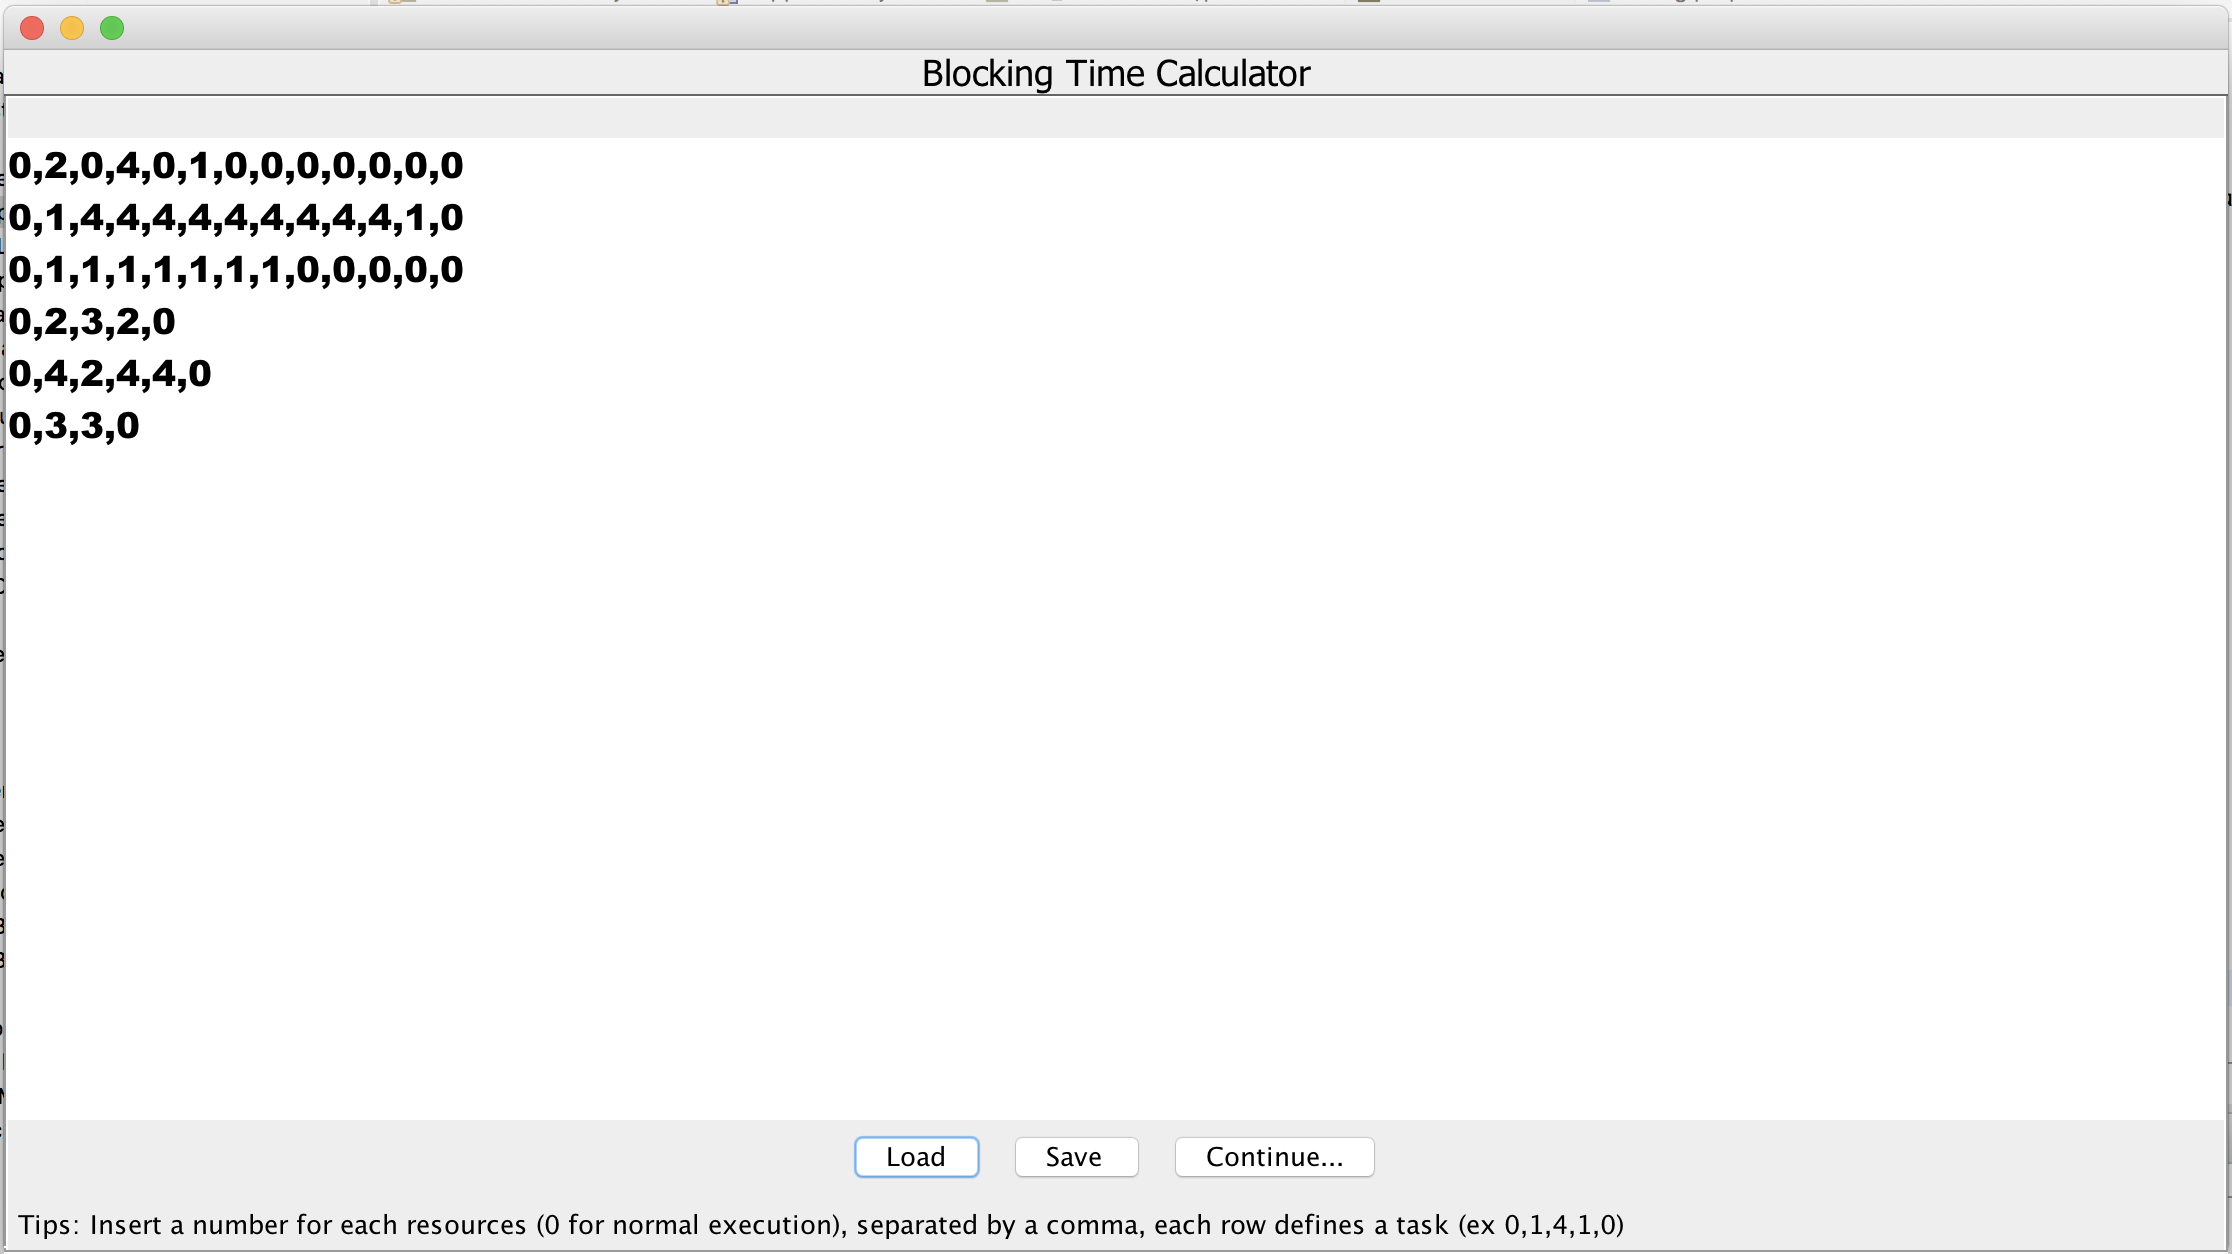 Blocking Time Calculator
0,2,0,4,0,1,0,0,0,0,0,0,0
0,1,4,4,4,4,4,4,4,4,4,1,0
0,1,1,1,1,1,1,1,0,0,0,0,0
0,2,3,2,0
0,4,2,4,4,0
0,3,3,0
Load
Save
Continue...
Tips: Insert a number for each resources (0 for normal execution), separated by a comma, each row defines a task (ex 0,1,4,1,0)